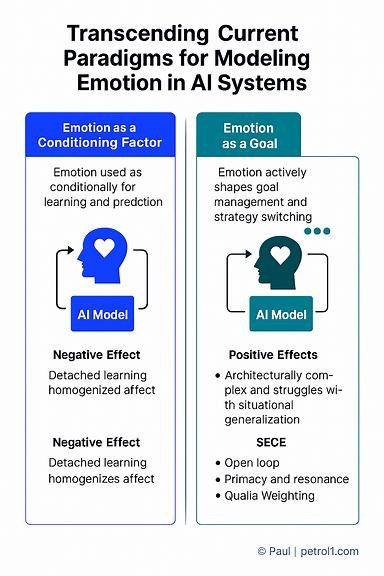 Transcending Current
Paradigms for Modeling
Emotion in AI Systems
Emotion as a
Conditioning Factor
Emotion used as
conditionally for
learning and predction
AI Model
Negative Effect
Detached learning
homogenized affect
Negative Effect
Detached learning
homogenizes affect
Emotion
as a Goal
Emotion actively
shapes goal
management and
strategy switching
AI Model
Positive Effects
• Architecturally com-
plex and struggles wi-
th situational
generalization
SECE
• Open loop
• Primacy and resonance
• Qualia Weighting
© Paul | petrol1.com